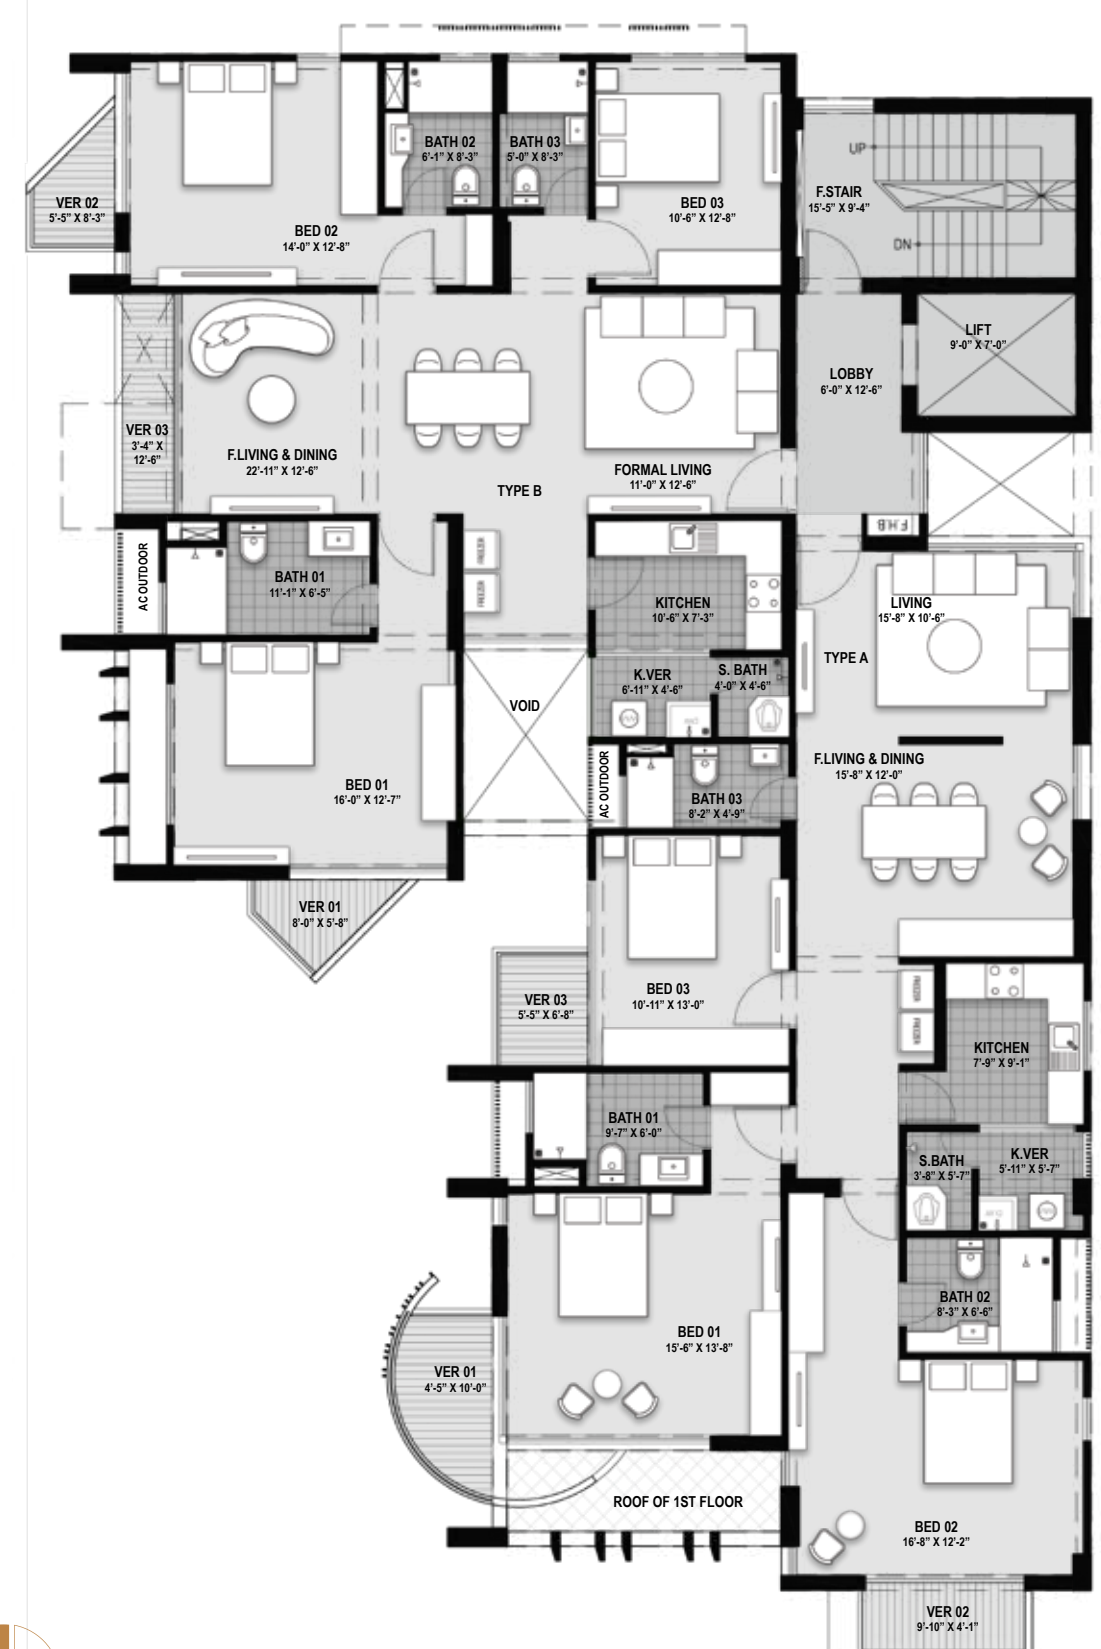 BATH 02
6'-1" X 8'-3"
BATH 03
5'-0" X 8'-3"
VER 02
5'-5" X 8'-3"
BED 02
14'-0" X 12'-8"
BED 03
10'-6" X 12'-8"
UP
F.STAIR
15'-5" X 9'-4"
DN
LIFT
9'-0" X 7'-0"
LOBBY
6'-0" X 12'-6"
VER 03
3'-4" X
12'-6"
F.LIVING & DINING
22'-11" X 12'-6"
TYPE B
FORMAL LIVING
11'-0" X 12'-6"
F.H.B
AC OUTDOOR
BATH 01
11'-1" X 6'-5"
FREEZER
FREEZER
KITCHEN
10'-6" X 7'-3"
LIVING
15'-8" X 10'-6"
TYPE A
K.VER
6'-11" X 4'-6"
S. BATH
4'-0" X 4'-6"
VOID
BED 01
16'-0" X 12'-7"
AC OUTDOOR
BATH 03
8'-2" X 4'-9"
F.LIVING & DINING
15'-8" X 12'-0"
VER 01
8'-0" X 5'-8"
VER 03
5'-5" X 6'-8"
BED 03
10'-11" X 13'-0"
FREEZER
FREEZER
KITCHEN
7'-9" X 9'-1"
BATH 01
9'-7" X 6'-0"
S.BATH
3'-8" X 5'-7"
K.VER
5'-11" X 5'-7"
BATH 02
8'-3" X 6'-6"
BED 01
15'-6" X 13'-8"
VER 01
4'-5" X 10'-0"
ROOF OF 1ST FLOOR
BED 02
16'-8" X 12'-2"
VER 02
9'-10" X 4'-1"